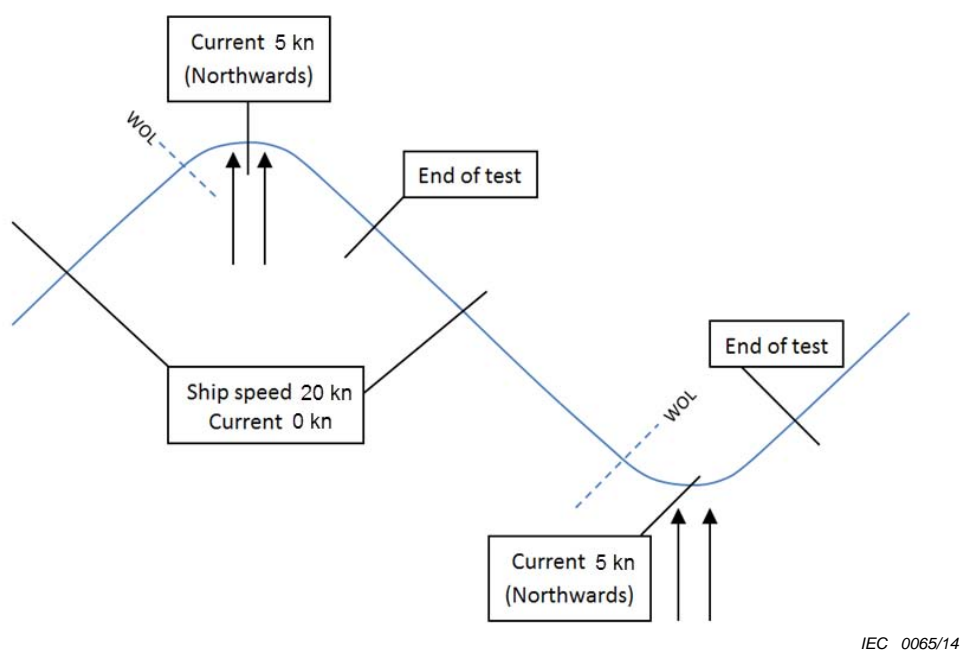 Current 5 kn
(Northwards)
WOL
End of test
End of test
Ship speed 20 kn
Current 0 kn
WOL
Current 5 kn
(Northwards)
IEC 0065/14